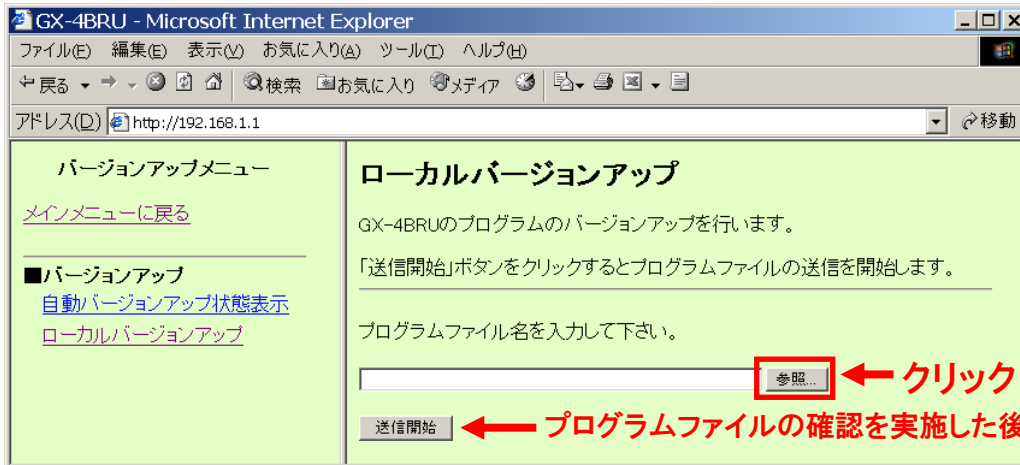 GX-4BRU - Microsoft Internet Explorer
ファイル(F) 編集(E) 表示(V) お気に入り(A) ツール(T) ヘルプ(H)
戻る 検索 お気に入り メディア
アドレス(D) http://192.168.1.1 移動
バージョンアップメニュー
メインメニューに戻る
■バージョンアップ
自動バージョンアップ状態表示
ローカルバージョンアップ
ローカルバージョンアップ
GX-4BRUのプログラムのバージョンアップを行います。
「送信開始」ボタンをクリックするとプログラムファイルの送信を開始します。
プログラムファイル名を入力して下さい。
参照... クリック
送信開始 プログラムファイルの確認を実施した後